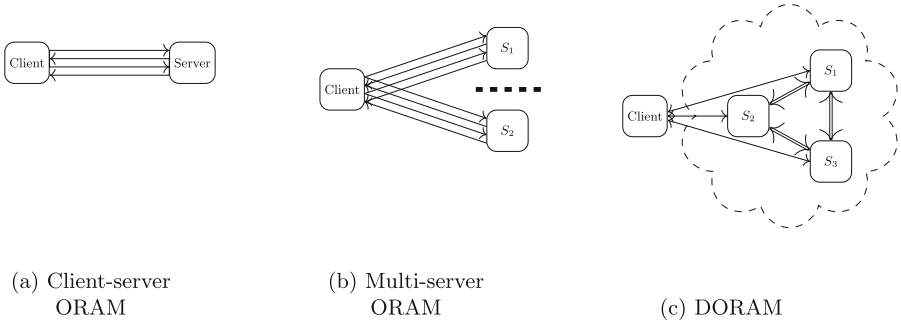 Client
Server
Client
S1
S2
Client
S1
S2
S3
(a) Client-server
ORAM
(b) Multi-server
ORAM
(c) DORAM